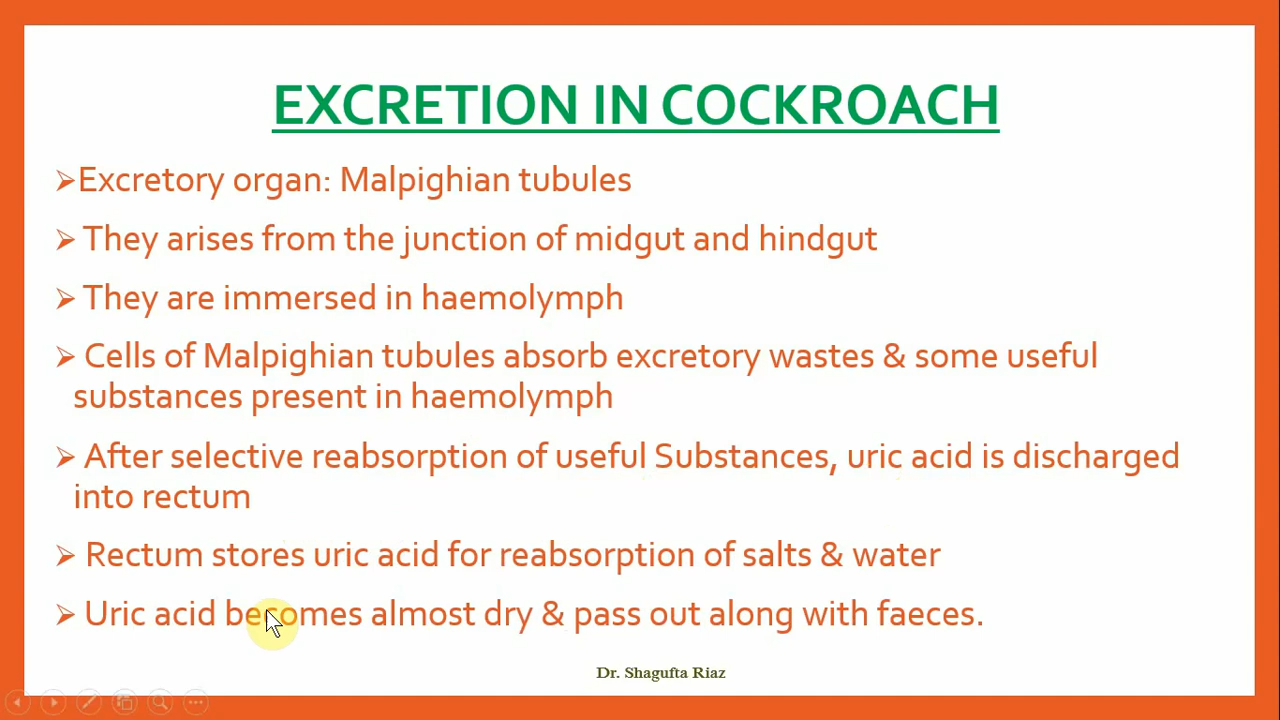 EXCRETION IN COCKROACH
➢Excretory organ: Malpighian tubules
➢ They arises from the junction of midgut and hindgut
➢ They are immersed in haemolymph
➢ Cells of Malpighian tubules absorb excretory wastes & some useful
substances present in haemolymph
➢ After selective reabsorption of useful Substances, uric acid is discharged
into rectum
➢ Rectum stores uric acid for reabsorption of salts & water
➢ Uric acid becomes almost dry & pass out along with faeces.
Dr. Shagufta Riaz